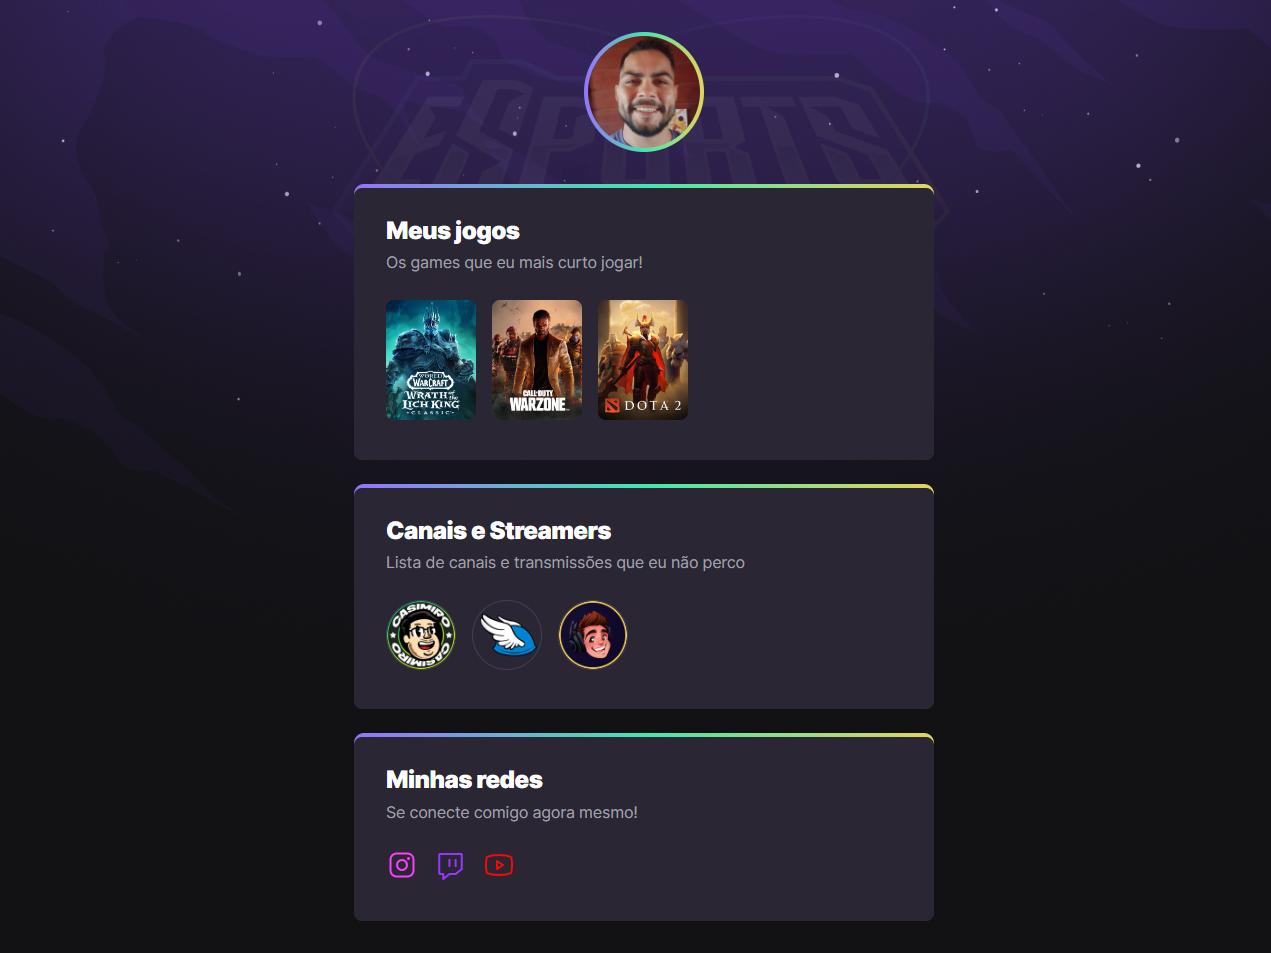 ESPORTS
Meus jogos
Os games que eu mais curto jogar!
WORLD
WARCRAFT
WRATH of the
LICH KING
CLASSIC
CALL OF DUTY
WARZONE
DOTA 2
Canais e Streamers
Lista de canais e transmissões que eu não perco
CASIMIRO
CASIMIRO
Minhas redes
Se conecte comigo agora mesmo!